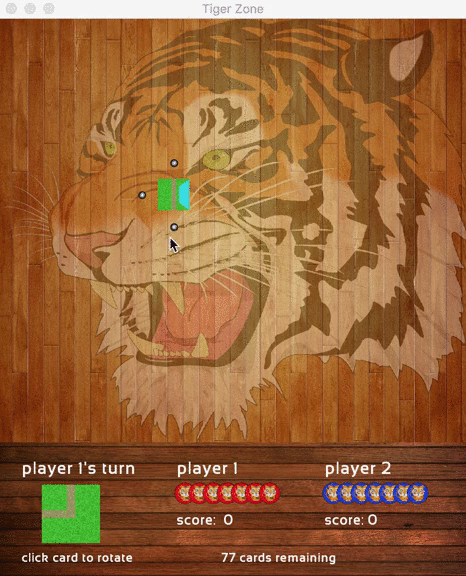 Tiger Zone
player 1's turn
player 1
player 2
score: 0
score: 0
click card to rotate
77 cards remaining